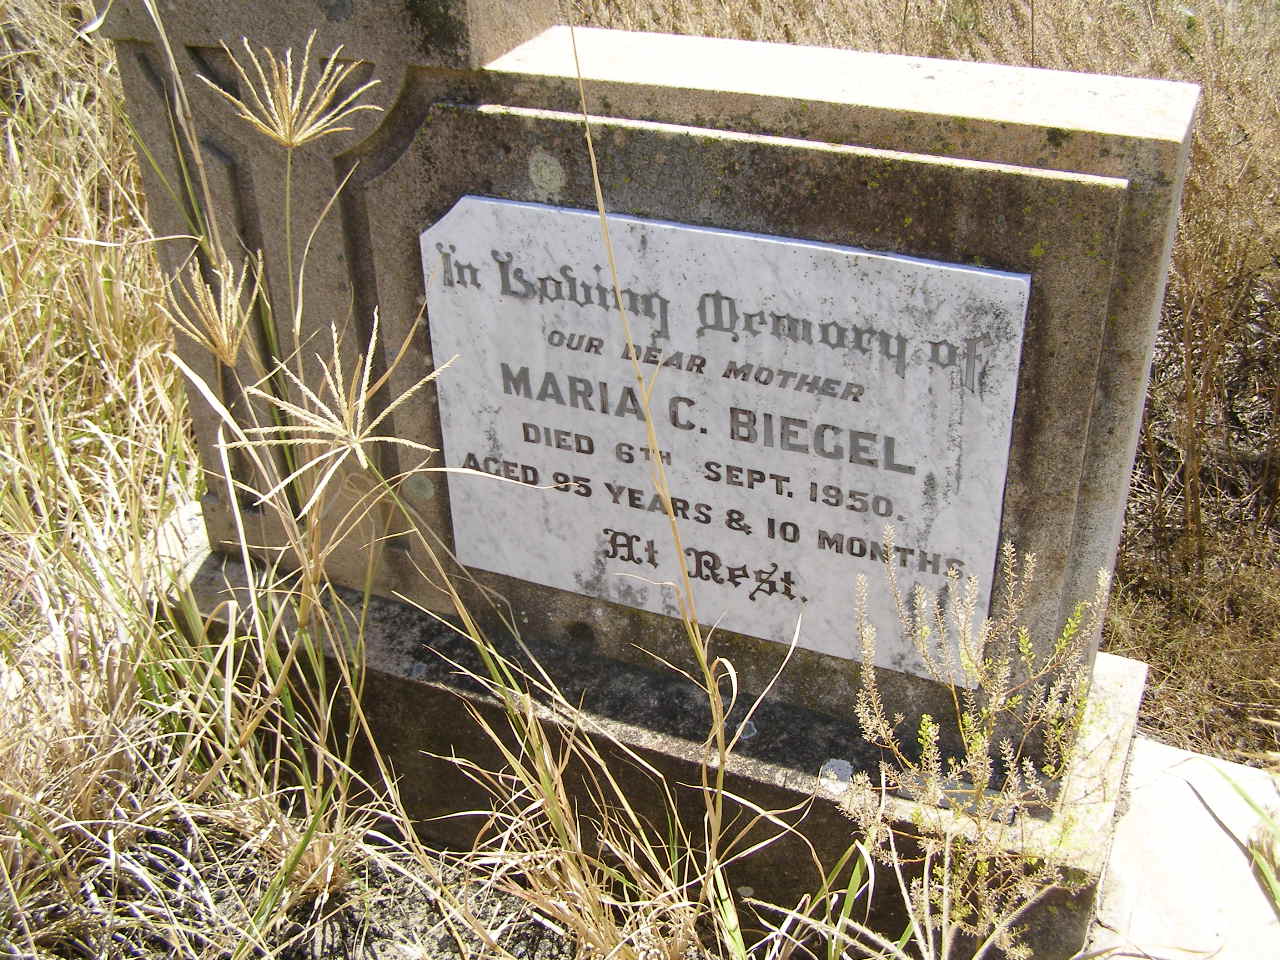 In Loving Memory of
OUR DEAR MOTHER
MARIA C. BIEGEL
DIED 6TH SEPT. 1950.
AGED 95 YEARS & 10 MONTHS
At Rest.